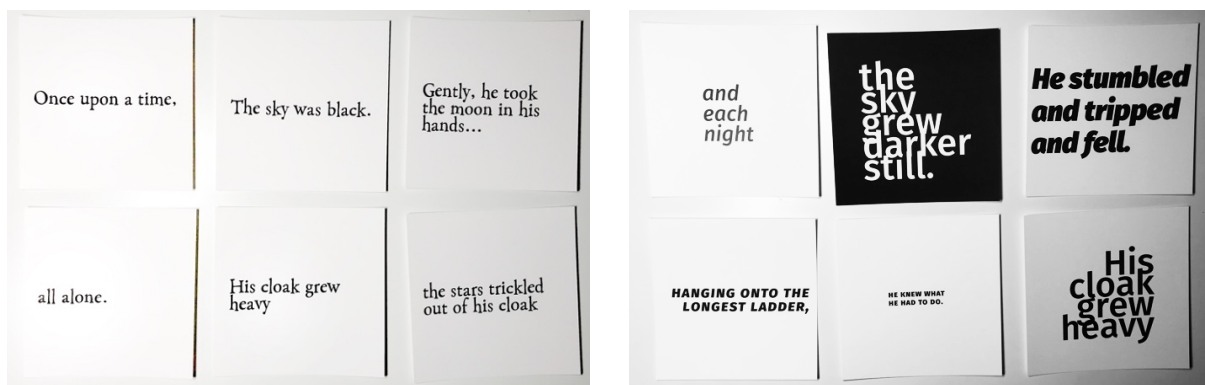 Once upon a time,
The sky was black.
Gently, he took
the moon in his
hands...
all alone.
His cloak grew
heavy
the stars trickled
out of his cloak
and
each
night
the
sky
grew
darker
still.
He stumbled
and tripped
and fell.
HANGING ONTO THE
LONGEST LADDER,
HE KNEW WHAT
HE HAD TO DO.
His
cloak
grew
heavy